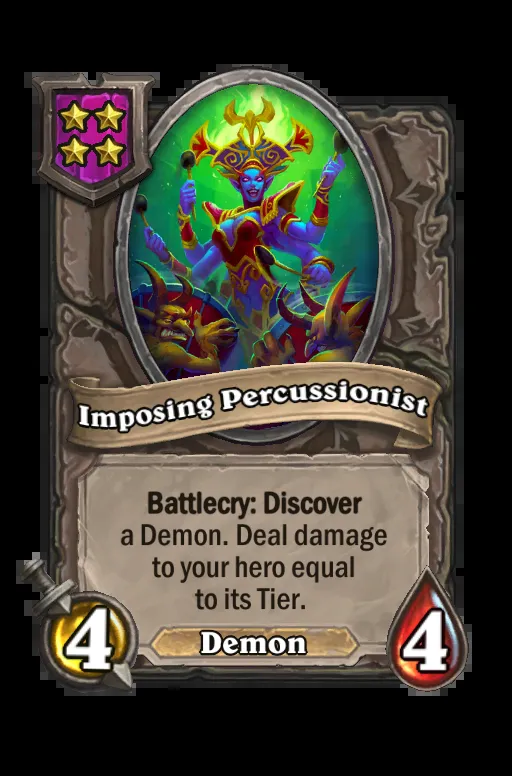 Imposing Percussionist
Battlecry: Discover
a Demon. Deal damage
to your hero equal
to its Tier.
4
Demon
4